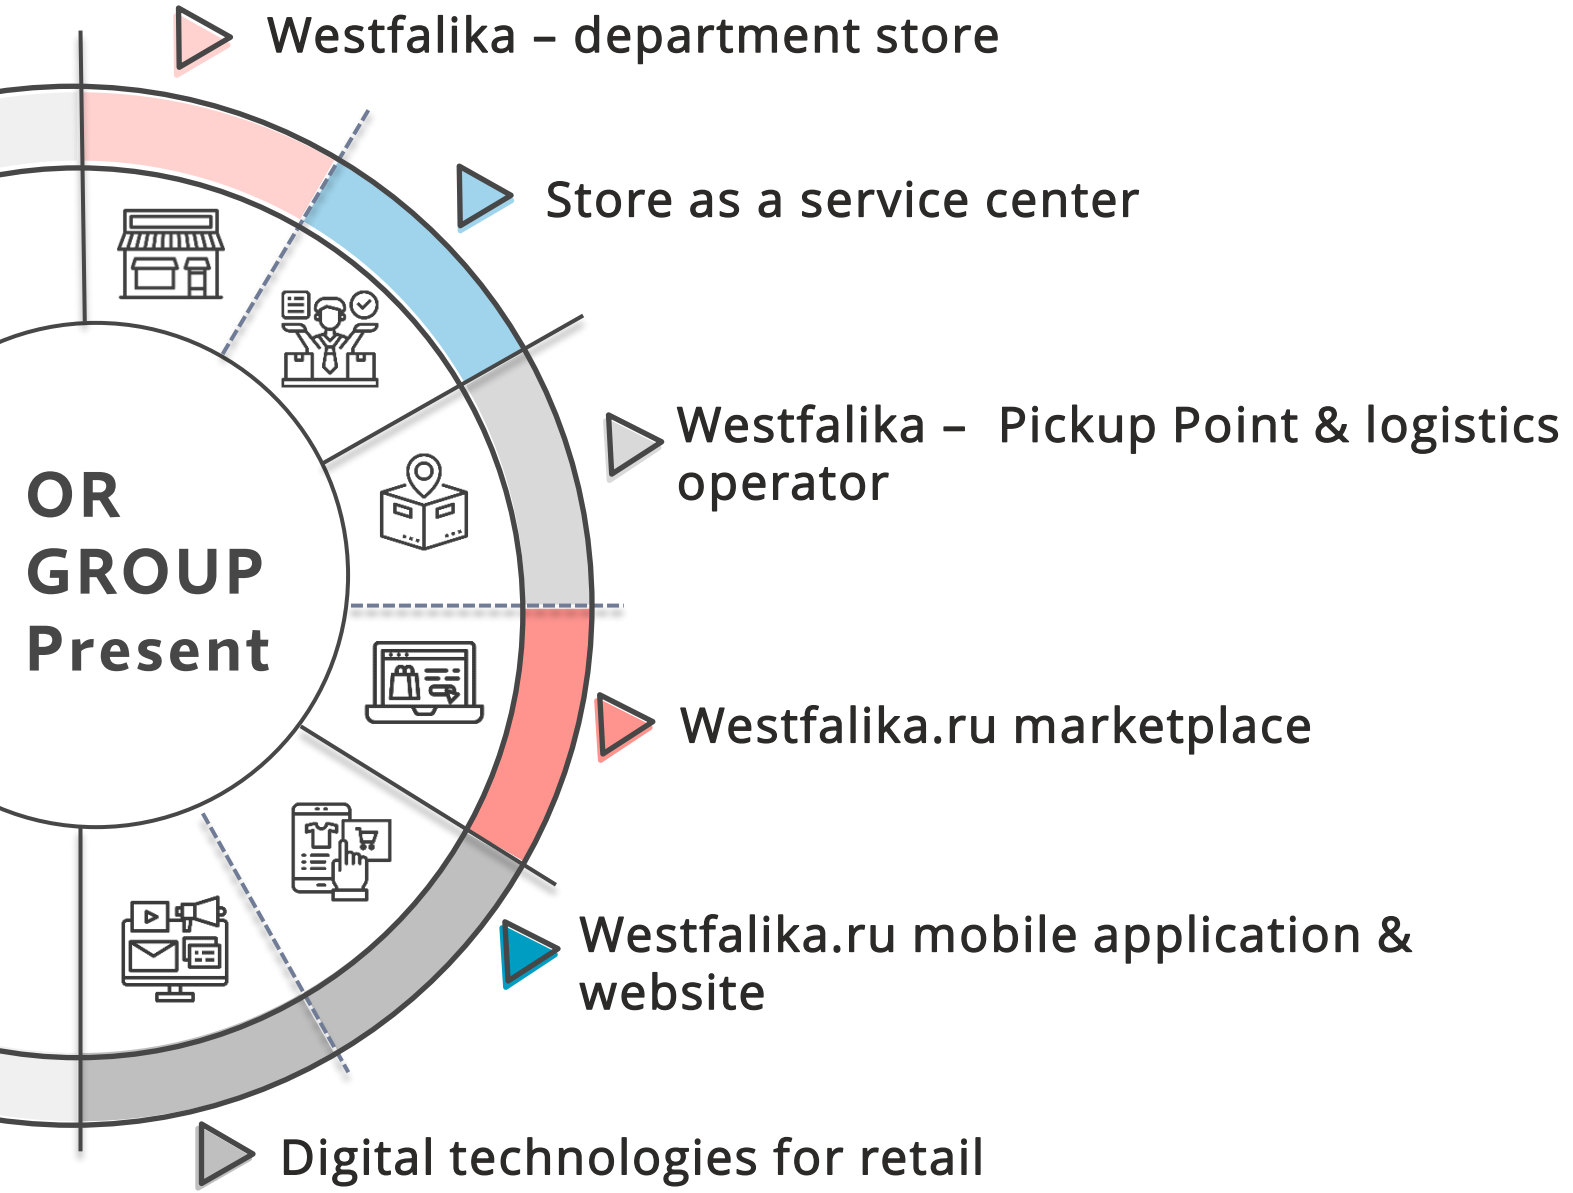 Westfalika – department store
Store as a service center
Westfalika – Pickup Point & logistics
operator
OR
GROUP
Present
Westfalika.ru marketplace
Westfalika.ru mobile application &
website
Digital technologies for retail